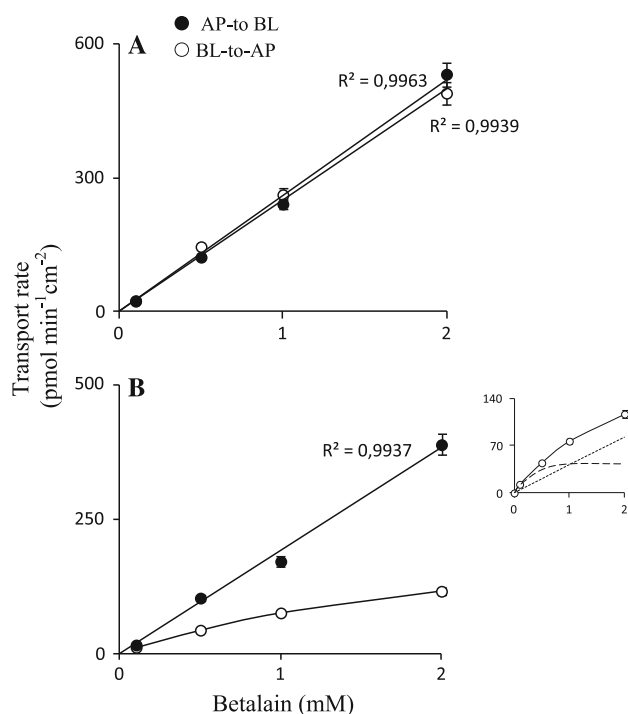 AP-to BL
BL-to-AP
A
600
300
0
R² = 0,9963
R² = 0,9939
0 1 2
Transport rate
(pmol min⁻¹cm⁻²)
B
500
250
0
R² = 0,9937
0 1 2
140
70
0
0 1 2
Betalain (mM)